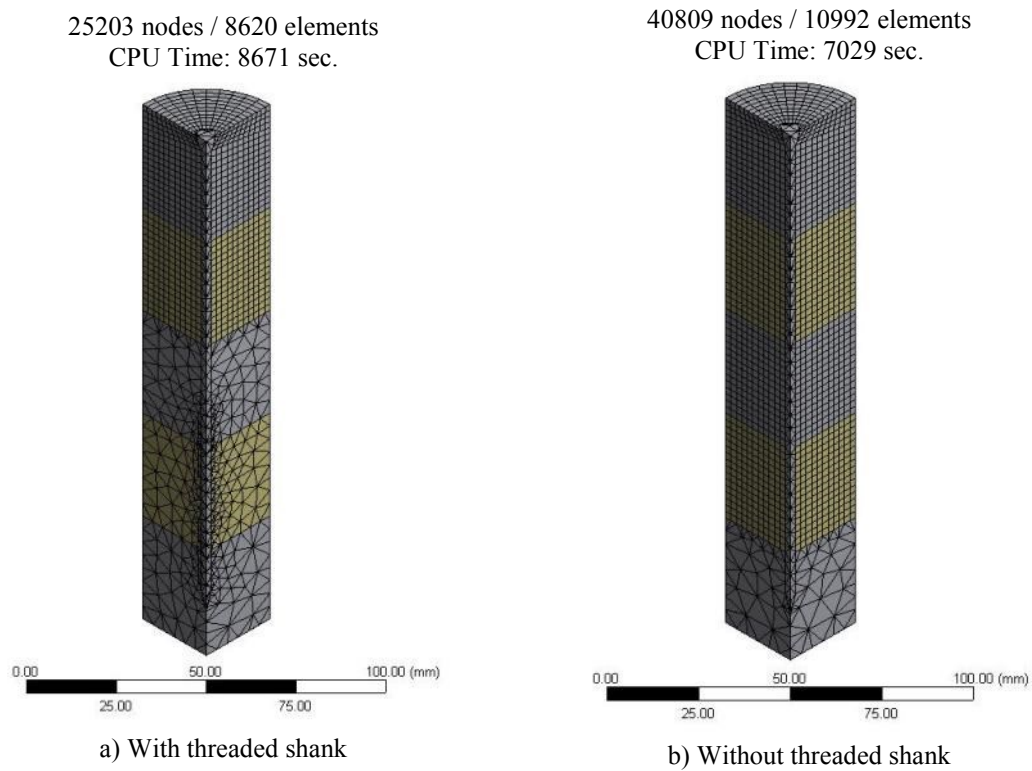 25203 nodes / 8620 elements
CPU Time: 8671 sec.
40809 nodes / 10992 elements
CPU Time: 7029 sec.
0.00 50.00 100.00 (mm)
25.00 75.00
0.00 50.00 100.00 (mm)
25.00 75.00
a) With threaded shank
b) Without threaded shank